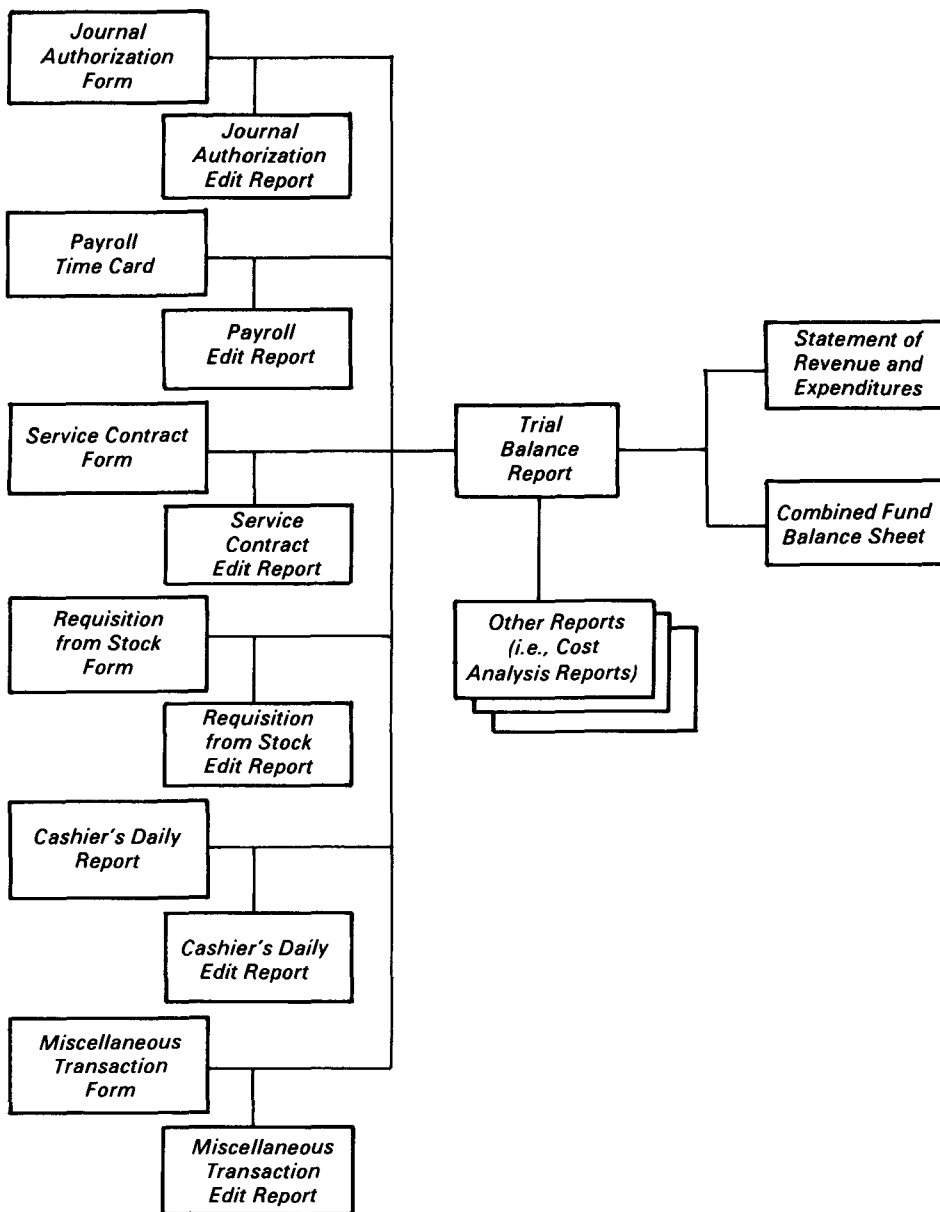 Journal
Authorization
Form
Journal
Authorization
Edit Report
Payroll
Time Card
Payroll
Edit Report
Service Contract
Form
Service
Contract
Edit Report
Requisition
from Stock
Form
Requisition
from Stock
Edit Report
Cashier's Daily
Report
Cashier's Daily
Edit Report
Miscellaneous
Transaction
Form
Miscellaneous
Transaction
Edit Report
Trial
Balance
Report
Other Reports
(i.e., Cost
Analysis Reports)
Statement of
Revenue and
Expenditures
Combined Fund
Balance Sheet